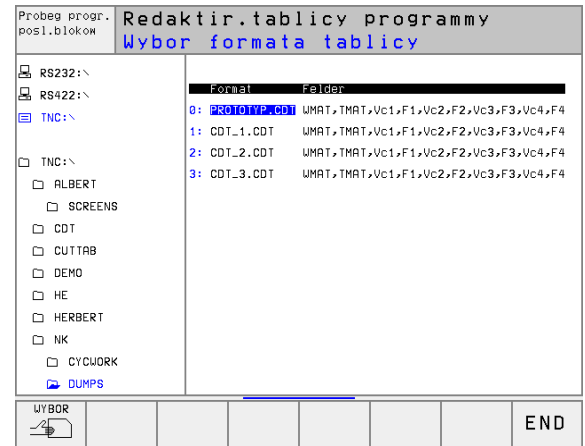 Probeg progr.
posl.blokow
Redaktir.tablicy programmy
Wybor formata tablicy
RS232:\
RS422:\
TNC:\
TNC:\
ALBERT
SCREENS
CDT
CUTTAB
DEMO
HE
HERBERT
NK
CYCWORK
DUMPS
Format Felder
0: PROTOTYP.CDT WMAT,TMAT,Vc1,F1,Vc2,F2,Vc3,F3,Vc4,F4
1: CDT_1.CDT WMAT,TMAT,Vc1,F1,Vc2,F2,Vc3,F3,Vc4,F4
2: CDT_2.CDT WMAT,TMAT,Vc1,F1,Vc2,F2,Vc3,F3,Vc4,F4
3: CDT_3.CDT WMAT,TMAT,Vc1,F1,Vc2,F2,Vc3,F3,Vc4,F4
WYBOR
END